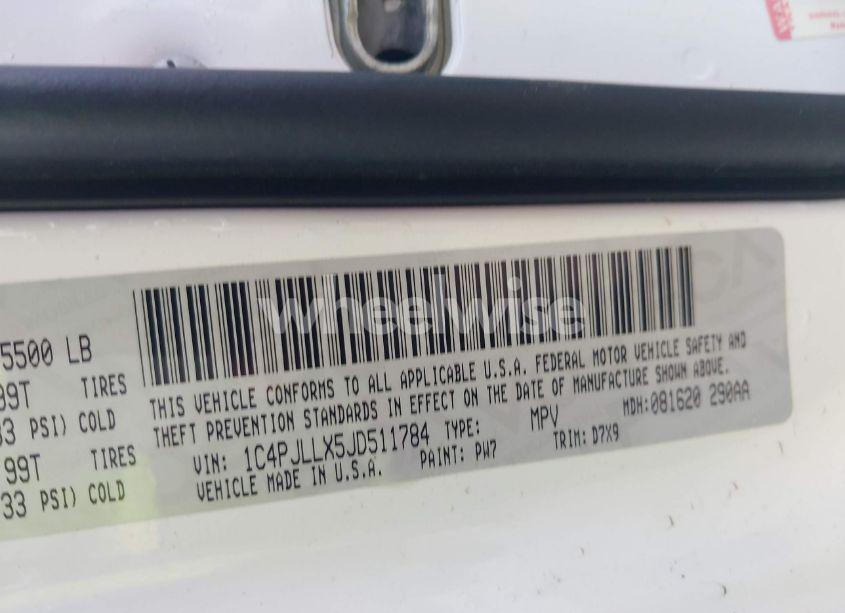 5500 LB
99T TIRES
33 PSI) COLD
99T TIRES
33 PSI) COLD
wheelwise
THIS VEHICLE CONFORMS TO ALL APPLICABLE U.S.A. FEDERAL MOTOR VEHICLE SAFETY AND
THEFT PREVENTION STANDARDS IN EFFECT ON THE DATE OF MANUFACTURE SHOWN ABOVE.
VIN: 1C4PJLLX5JD511784 TYPE: MPV MDH: 081620 290AA
VEHICLE MADE IN U.S.A. PAINT: PW7 TRIM: D7X9